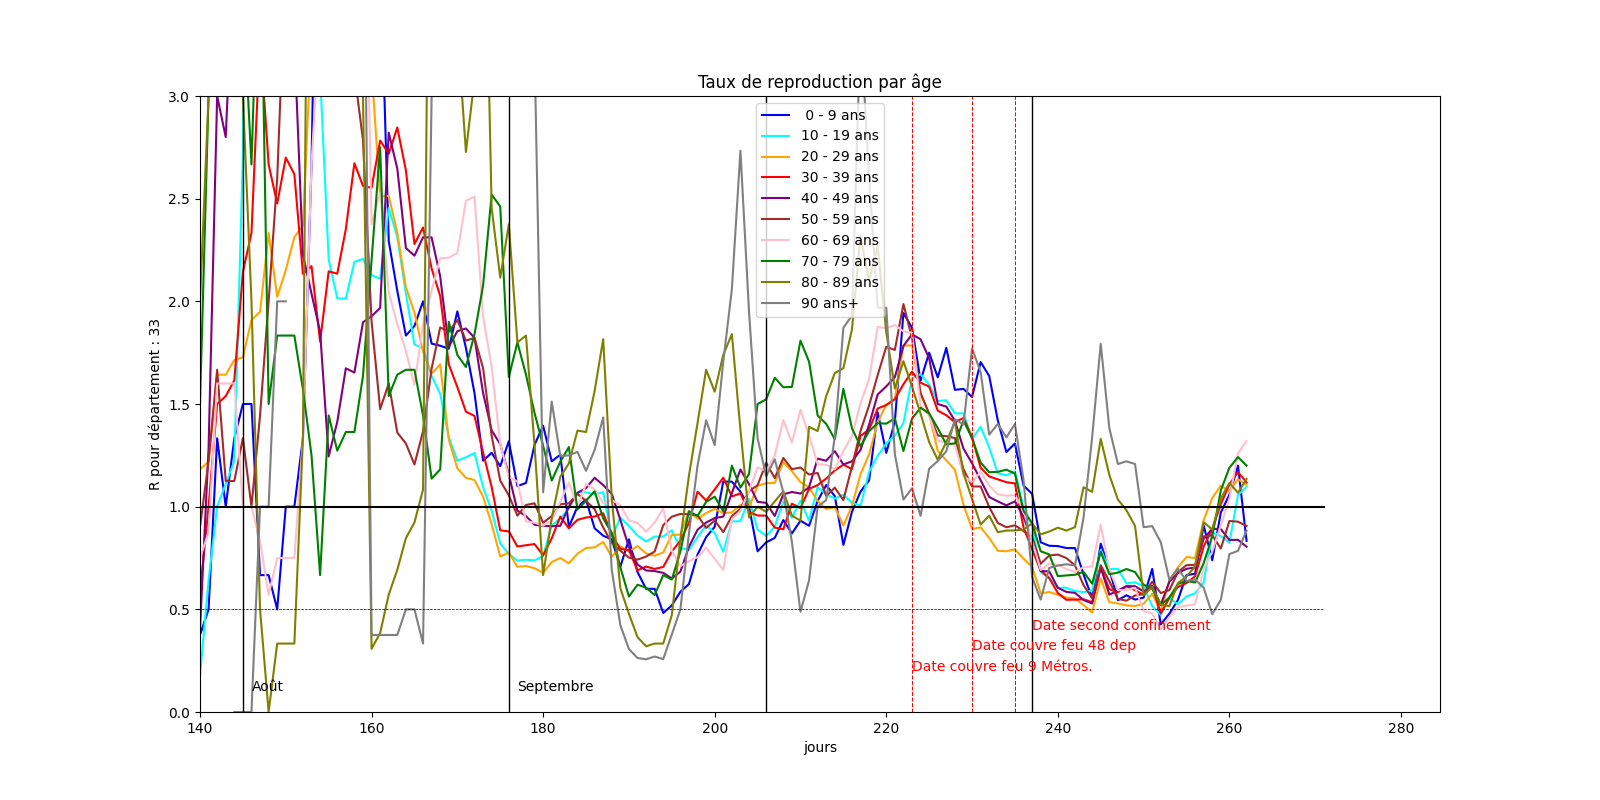 Taux de reproduction par âge
R pour département : 33
3.0
2.5
2.0
1.5
1.0
0.5
0.0
0 - 9 ans
10 - 19 ans
20 - 29 ans
30 - 39 ans
40 - 49 ans
50 - 59 ans
60 - 69 ans
70 - 79 ans
80 - 89 ans
90 ans+
Date second confinement
Date couvre feu 48 dep
Date couvre feu 9 Métros.
Août
Septembre
140
160
180
200
220
240
260
280
jours